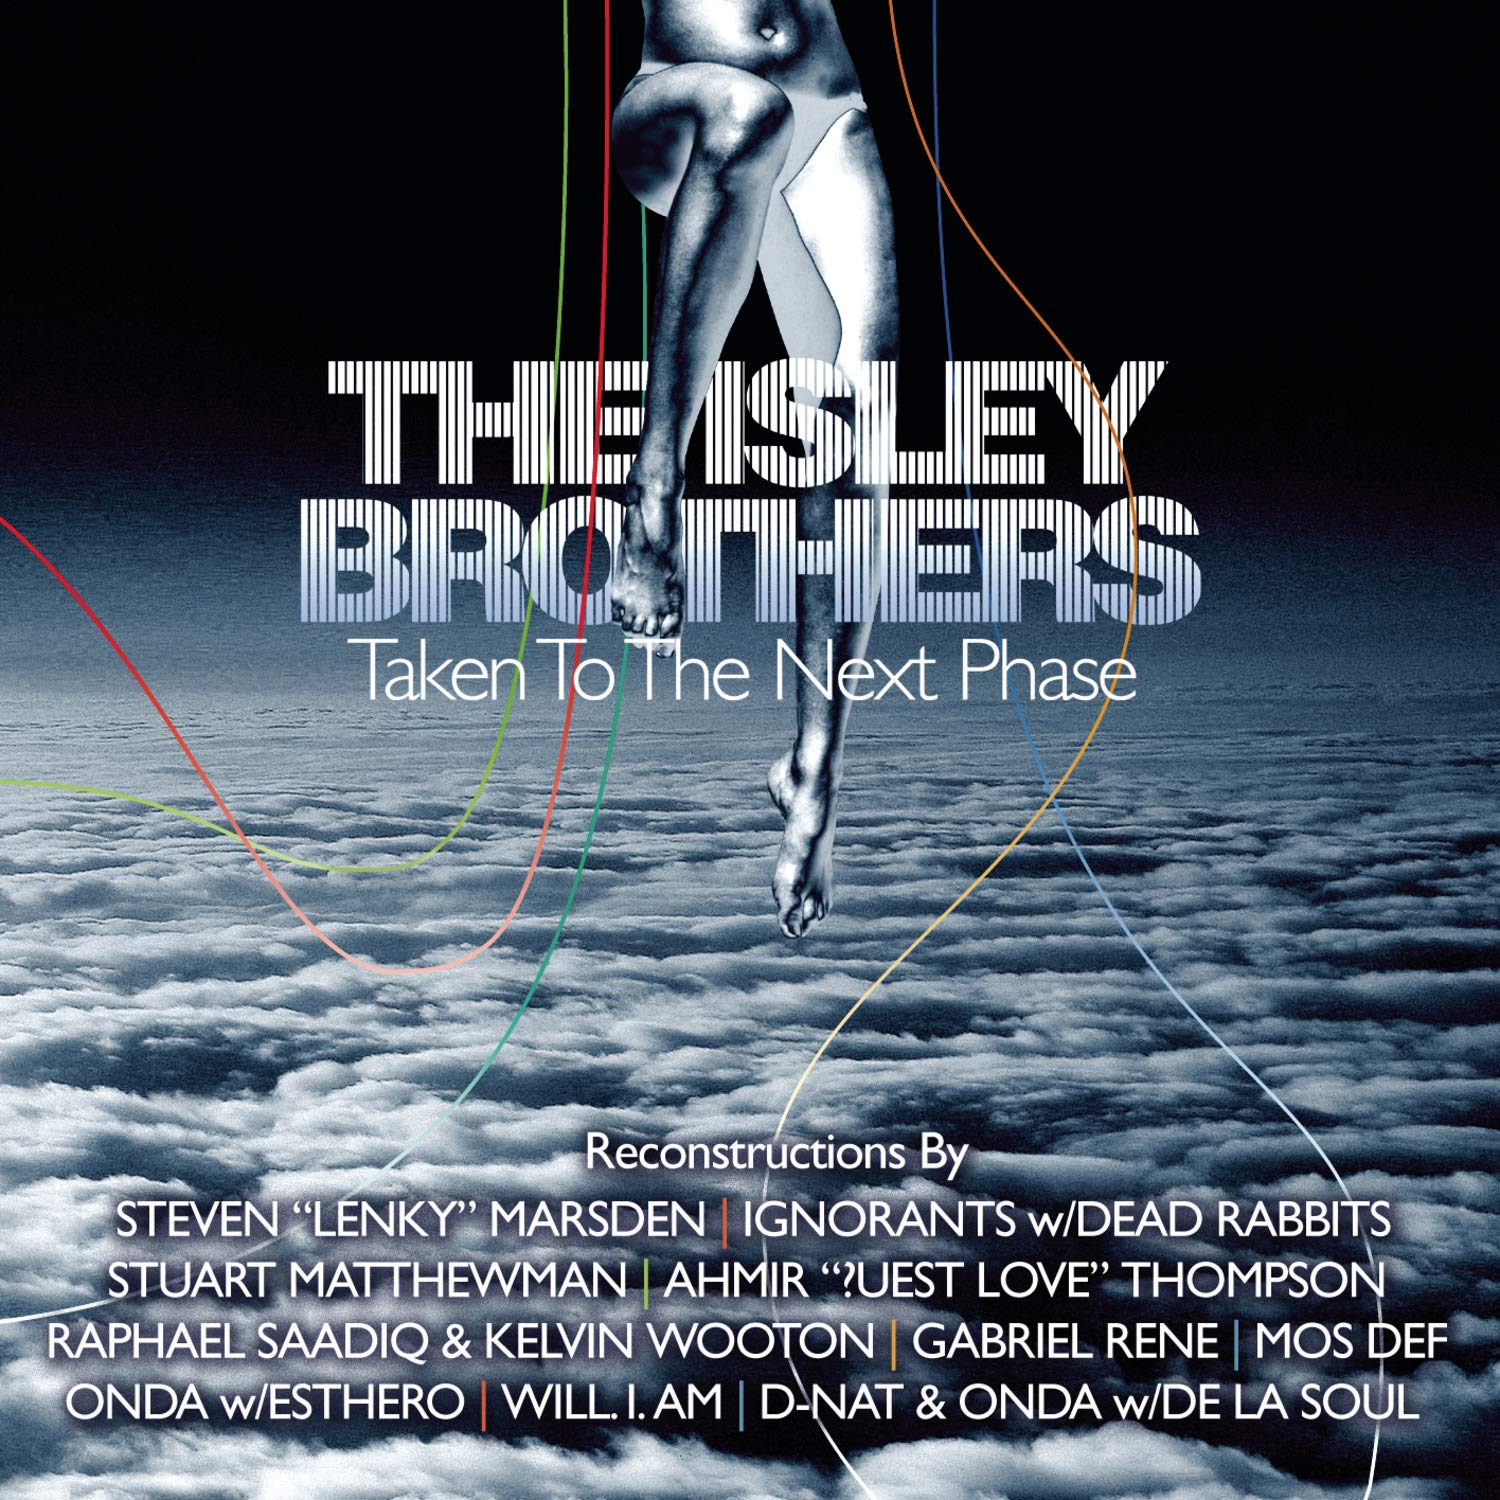 THE ISLEY
BROTHERS
Taken To The Next Phase
Reconstructions By
STEVEN “LENKY” MARSDEN | IGNORANTS w/DEAD RABBITS
STUART MATTHEWMAN | AHMIR “?UEST LOVE” THOMPSON
RAPHAEL SAADIQ & KELVIN WOOTON | GABRIEL RENE | MOS DEF
ONDA w/ESTHERO | WILL. I. AM | D-NAT & ONDA w/DE LA SOUL